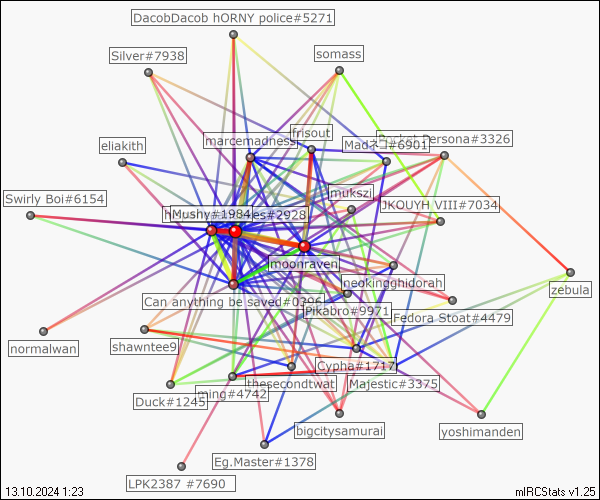 DacobDacob hORNY police#5271
Silver#7938
somass
eliakith
marcemadness
frisout
Mad
#6901
Persona#3326
Swirly Boi#6154
mukszi
JKOUYH VIII#7034
Mushy#1984
es#2928
moonraven
neokingghidorah
zebula
Can anything be saved#0396
Pikabro#9971
Fedora Stoat#4479
normalwan
shawntee9
Cypha#1717
thesecondtwat
Majestic#3375
ming#4742
Duck#1245
bigcitysamurai
yoshimanden
Eg.Master#1378
LPK2387 #7690
13.10.2024 1:23
mIRCStats v1.25